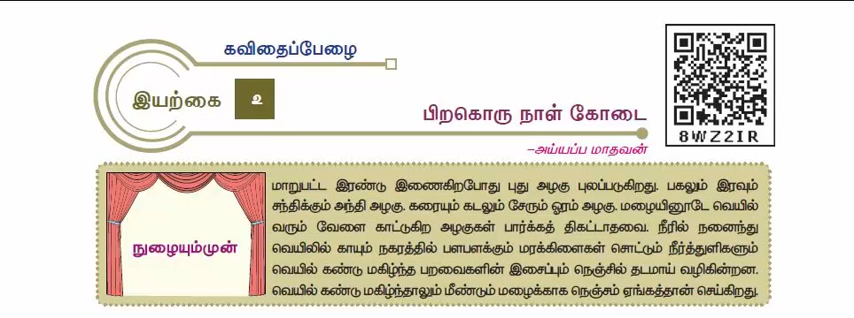 கவிதைப்பேழை
இயற்கை
உ
பிறகொரு நாள் கோடை
–அய்யப்ப மாதவன்
8WZ2IR
நுழையும்முன்
மாறுபட்ட இரண்டு இணைகிறபோது புது அழகு புலப்படுகிறது. பகலும் இரவும்
சந்திக்கும் அந்தி அழகு. கரையும் கடலும் சேரும் ஓரம் அழகு. மழையினூடே வெயில்
வரும் வேளை காட்டுகிற அழகுகள் பார்க்கத் திகட்டாதவை. நீரில் நனைந்து
வெயிலில் காயும் நகரத்தில் பளபளக்கும் மரக்கிளைகள் சொட்டும் நீர்த்துளிகளும்
வெயில் கண்டு மகிழ்ந்த பறவைகளின் இசைப்பும் நெஞ்சில் தடமாய் வழிகின்றன.
வெயில் கண்டு மகிழ்ந்தாலும் மீண்டும் மழைக்காக நெஞ்சம் ஏங்கத்தான் செய்கிறது.